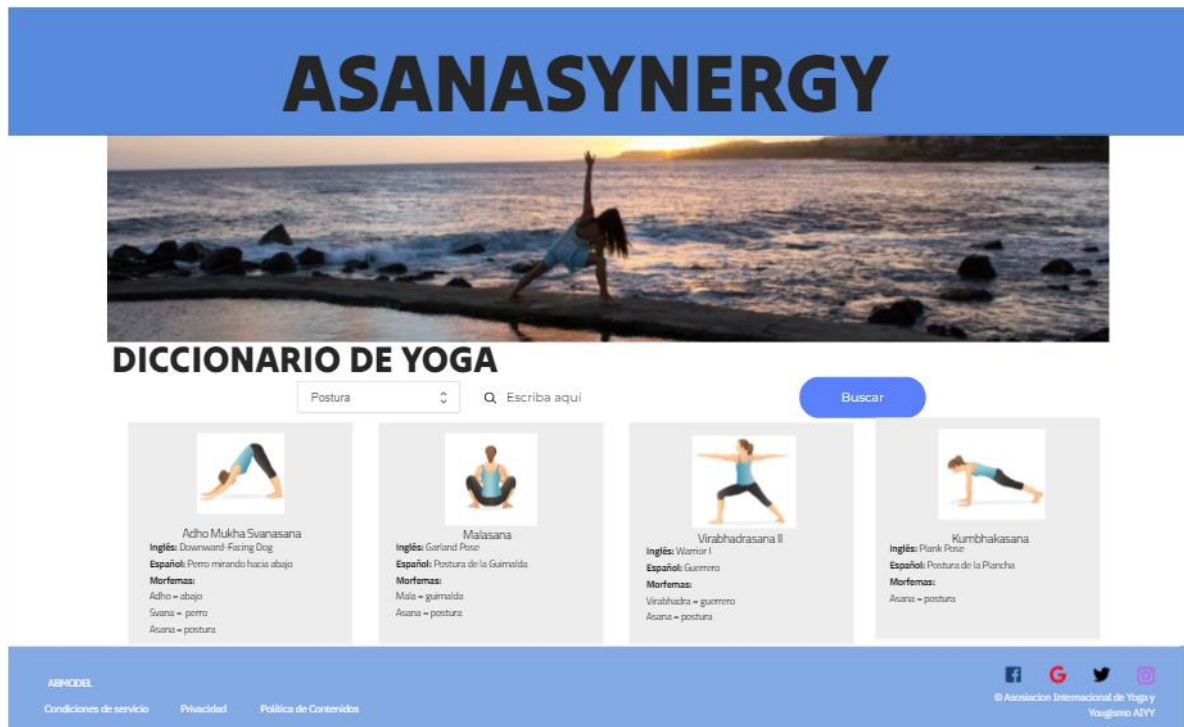 ASANASYNERGY
DICCIONARIO DE YOGA
Postura
Escriba aquí
Buscar
Adho Mukha Svanasana
Inglés: Downward-Facing Dog
Español: Perro mirando hacia abajo
Morfemas:
Adho = abajo
Svana = perro
Asana = postura
Malasana
Inglés: Garland Pose
Español: Postura de la Guirnalda
Morfemas:
Mala = guirnalda
Asana = postura
Virabhadrasana II
Inglés: Warrior I
Español: Guerrero
Morfemas:
Virabhadra = guerrero
Asana = postura
Kumbhakasana
Inglés: Plank Pose
Español: Postura de la Plancha
Morfemas:
Asana = postura
ABMODEL
Condiciones de servicio
Privacidad
Política de Contenidos
© Asosiacion Internacional de Yoga y
Yougismo AIYY